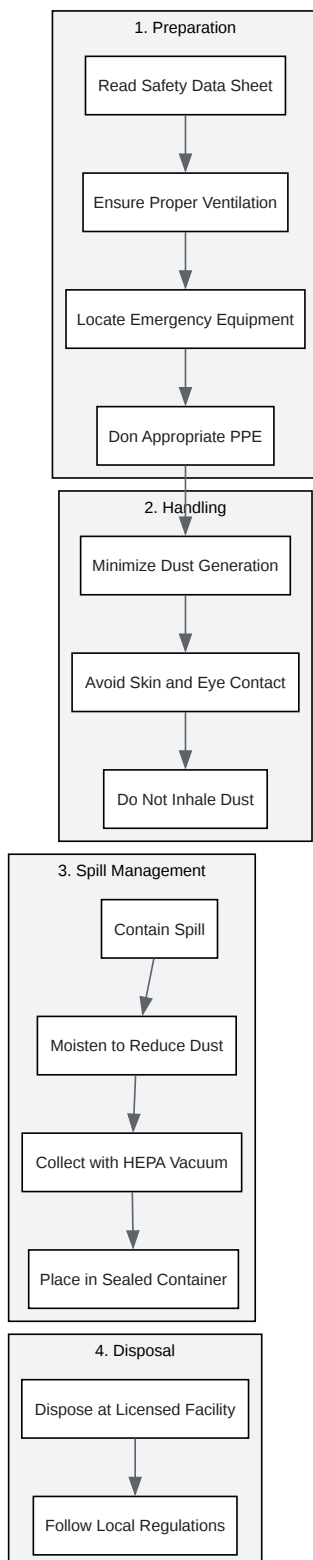 1. Preparation
Read Safety Data Sheet
Ensure Proper Ventilation
Locate Emergency Equipment
Don Appropriate PPE
2. Handling
Minimize Dust Generation
Avoid Skin and Eye Contact
Do Not Inhale Dust
3. Spill Management
Contain Spill
Moisten to Reduce Dust
Collect with HEPA Vacuum
Place in Sealed Container
4. Disposal
Dispose at Licensed Facility
Follow Local Regulations